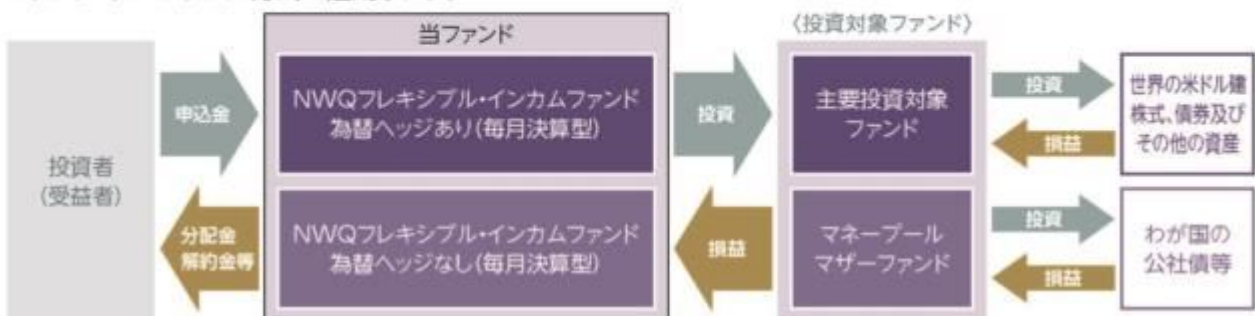 当ファンド
〈投資対象ファンド〉
投資者
(受益者)
申込金
分配金
解約金等
NWQフレキシブル・インカムファンド
為替ヘッジあり(毎月決算型)
NWQフレキシブル・インカムファンド
為替ヘッジなし(毎月決算型)
投資
損益
主要投資対象
ファンド
マネープール
マザーファンド
投資
損益
投資
損益
世界の米ドル建
株式、債券及び
その他の資産
わが国の
公社債等